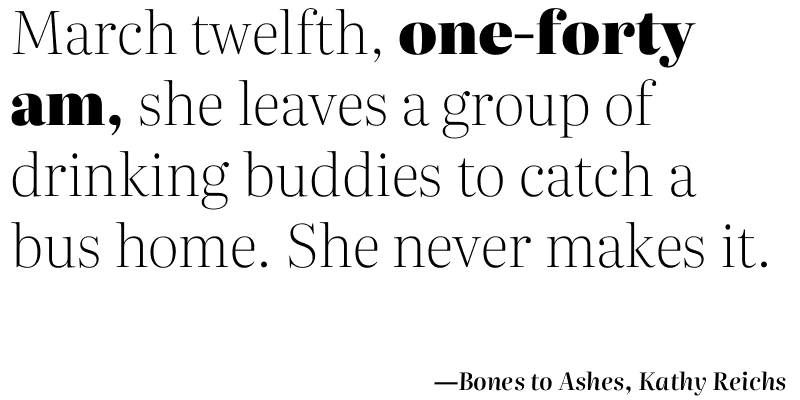 March twelfth, one-forty
am, she leaves a group of
drinking buddies to catch a
bus home. She never makes it.
—Bones to Ashes, Kathy Reichs